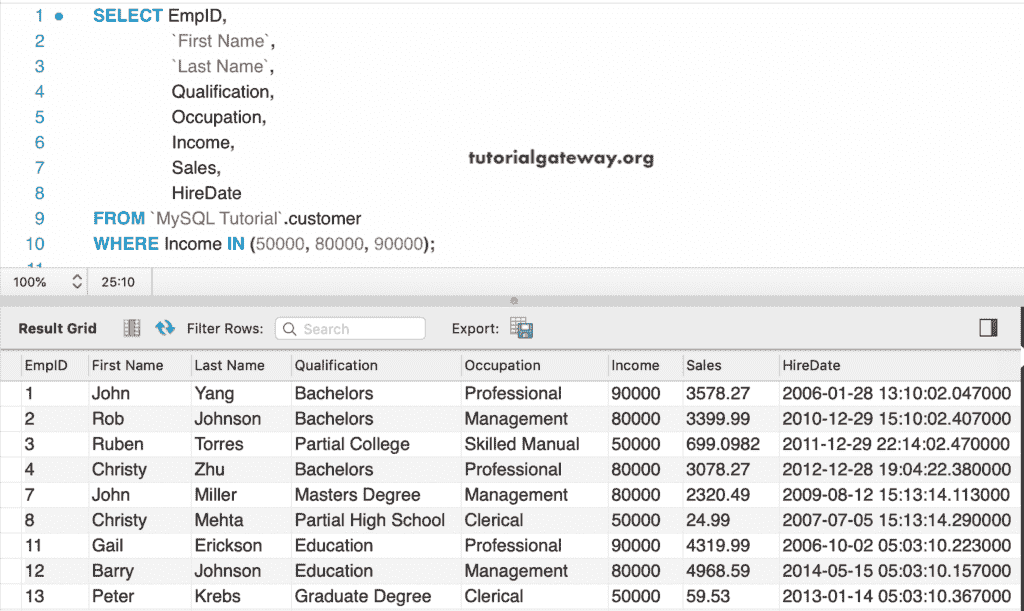 1 SELECT EmpID,
2 `First Name`,
3 `Last Name`,
4 Qualification,
5 Occupation,
6 Income,
7 Sales,
8 HireDate
9 FROM `MySQL Tutorial`.customer
10 WHERE Income IN (50000, 80000, 90000);
11
tutorialgateway.org
100% 25:10
Result Grid Filter Rows: Search Export:
EmpID First Name Last Name Qualification Occupation Income Sales HireDate
1 John Yang Bachelors Professional 90000 3578.27 2006-01-28 13:10:02.047000
2 Rob Johnson Bachelors Management 80000 3399.99 2010-12-29 15:10:02.407000
3 Ruben Torres Partial College Skilled Manual 50000 699.0982 2011-12-29 22:14:02.470000
4 Christy Zhu Bachelors Professional 80000 3078.27 2012-12-28 19:04:22.380000
7 John Miller Masters Degree Management 80000 2320.49 2009-08-12 15:13:14.113000
8 Christy Mehta Partial High School Clerical 50000 24.99 2007-07-05 15:13:14.290000
11 Gail Erickson Education Professional 90000 4319.99 2006-10-02 05:03:10.223000
12 Barry Johnson Education Management 80000 4968.59 2014-05-15 05:03:10.157000
13 Peter Krebs Graduate Degree Clerical 50000 59.53 2013-01-14 05:03:10.367000